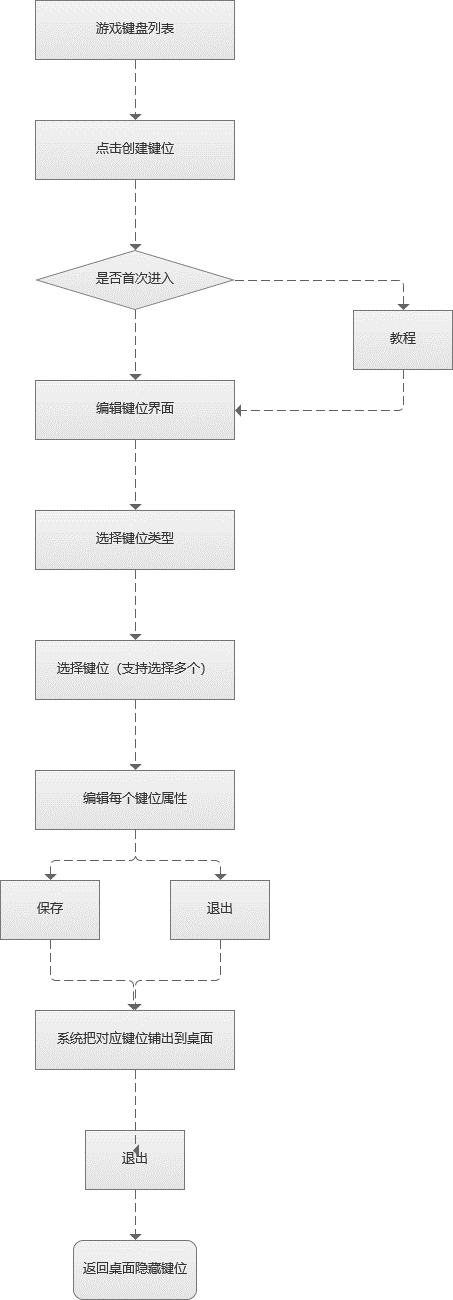 游戏键盘列表
点击创建键位
是否首次进入
教程
编辑键位界面
选择键位类型
选择键位（支持选择多个）
编辑每个键位属性
保存
退出
系统把对应键位铺出到桌面
退出
返回桌面隐藏键位